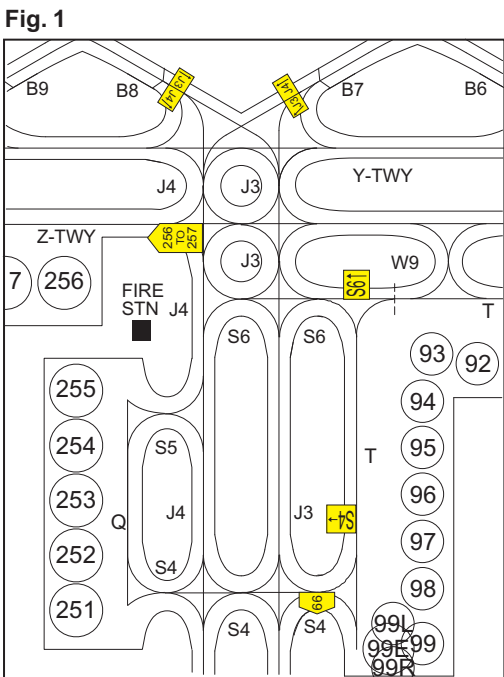 Fig. 1
B9
B8
↑J3 J4↑
↑J3 J4↑
B7
B6
J4
J3
Y-TWY
Z-TWY
256 TO 257
J3
W9
7
256
FIRE
STN
J4
S6↑
T
S6
S6
93
92
255
94
254
S5
T
95
253
96
Q
J4
J3
S4→
252
97
S4
251
99
98
S4
S4
99L
99E
99
99R